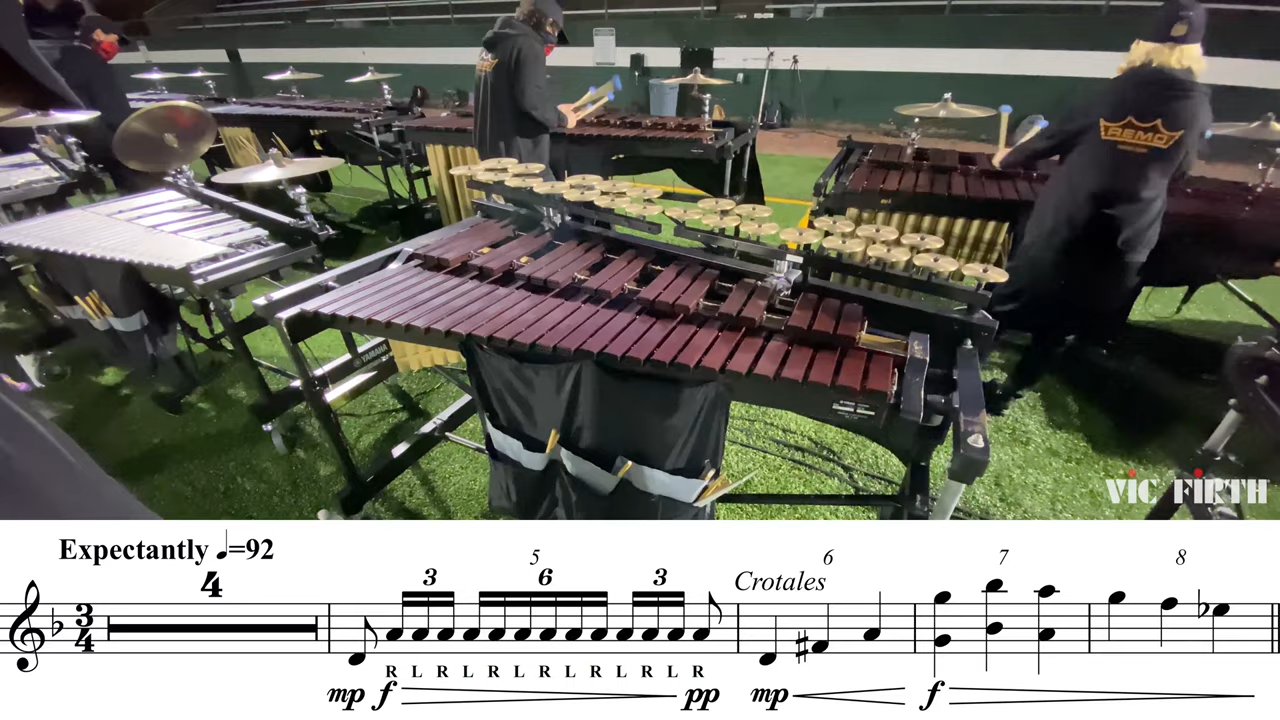 REMO
YAMAHA
VIC FIRTH
Expectantly ♩=92
4
5
6
7
8
3 6 3
Crotales
3
4
R L R L R L R L R L R L R
mp f pp mp f